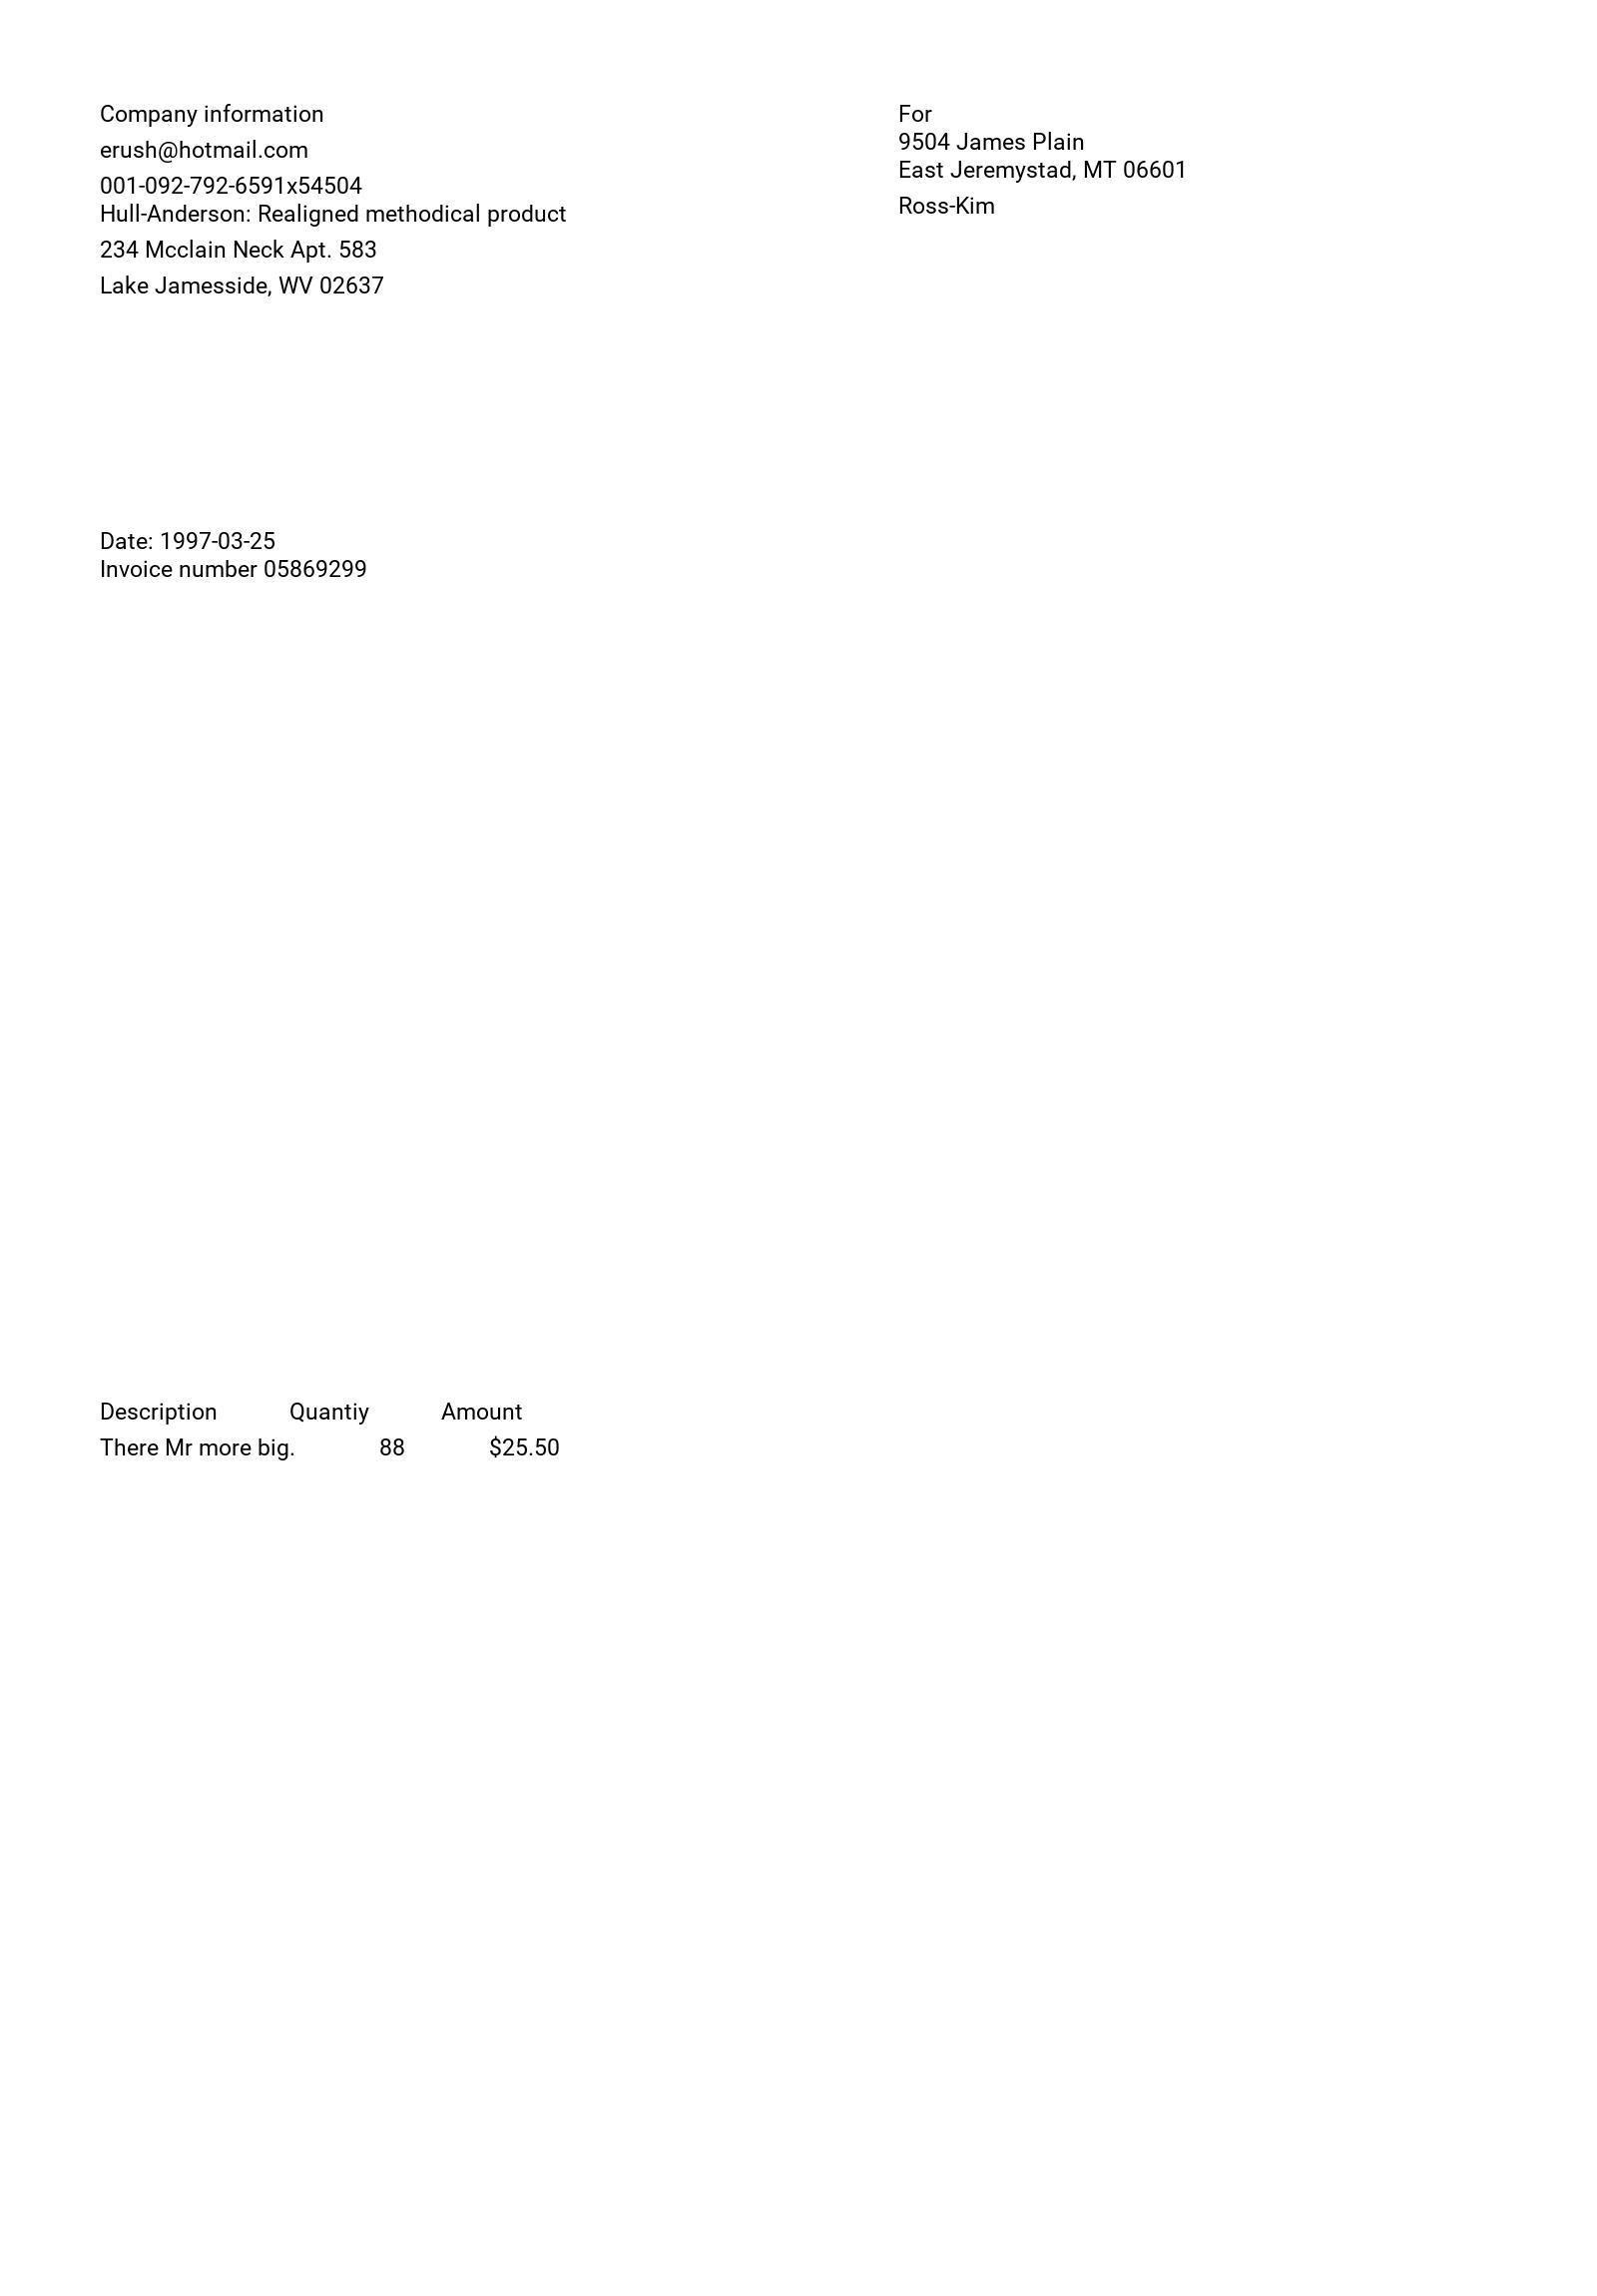 Company information
erush@hotmail.com
001-092-792-6591x54504
Hull-Anderson: Realigned methodical product
234 Mcclain Neck Apt. 583
Lake Jamesside, WV 02637
For
9504 James Plain
East Jeremystad, MT 06601
Ross-Kim
Date: 1997-03-25
Invoice number 05869299
Description Quantiy Amount
There Mr more big. 88 $25.50